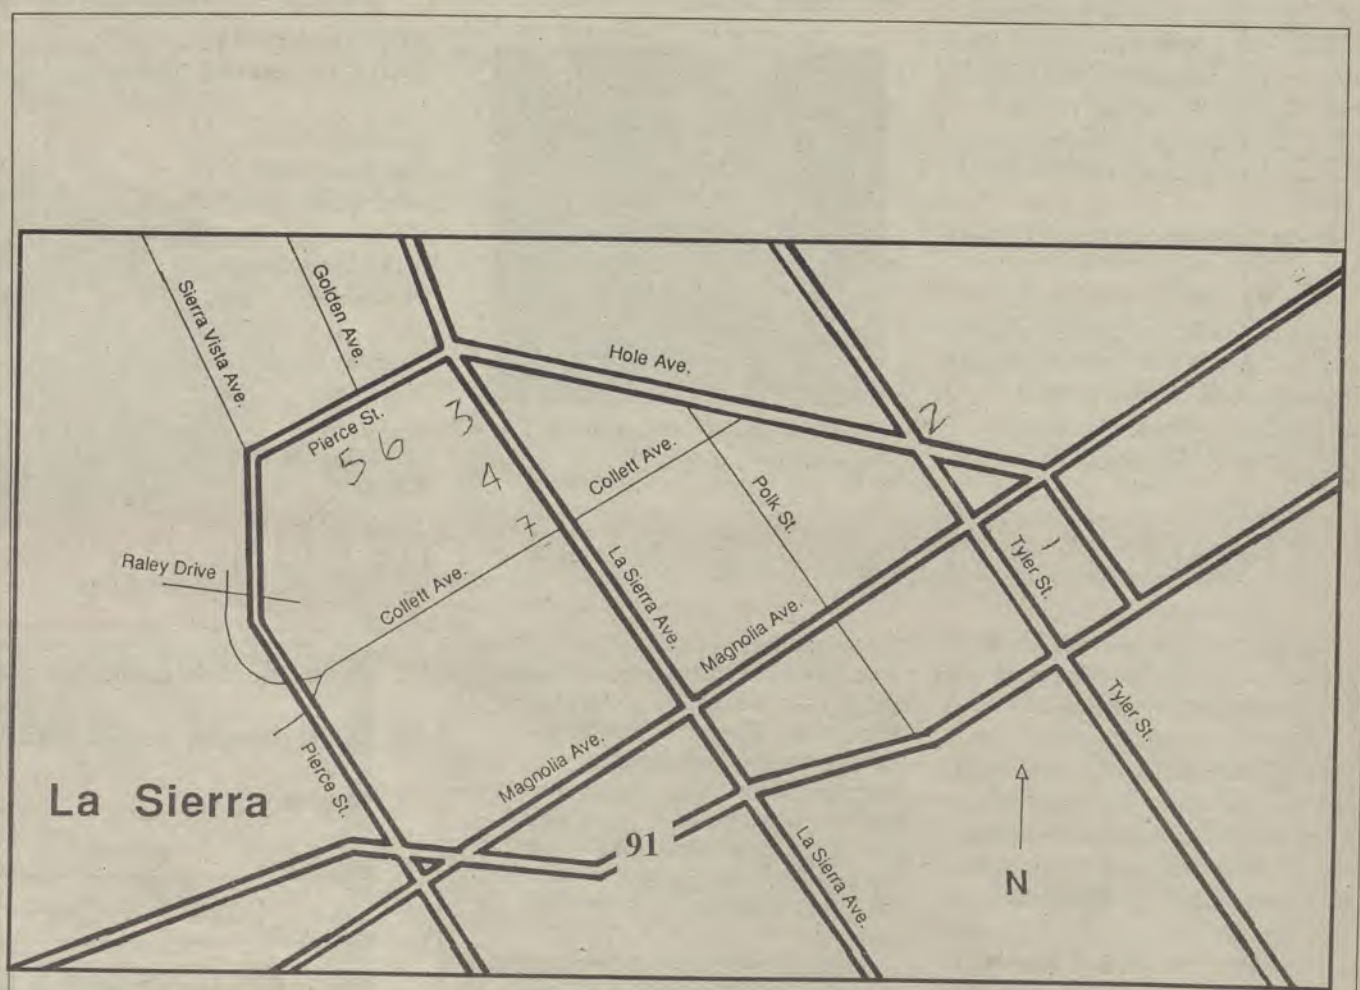 Sierra Vista Ave.
Golden Ave.
Hole Ave.
Pierce St.
3
2
5 6
4
Collett Ave.
7
Polk St.
Tyler St.
1
Raley Drive
Collett Ave.
La Sierra Ave.
Magnolia Ave.
Tyler St.
Pierce St.
Magnolia Ave.
La Sierra
91
La Sierra Ave.
N